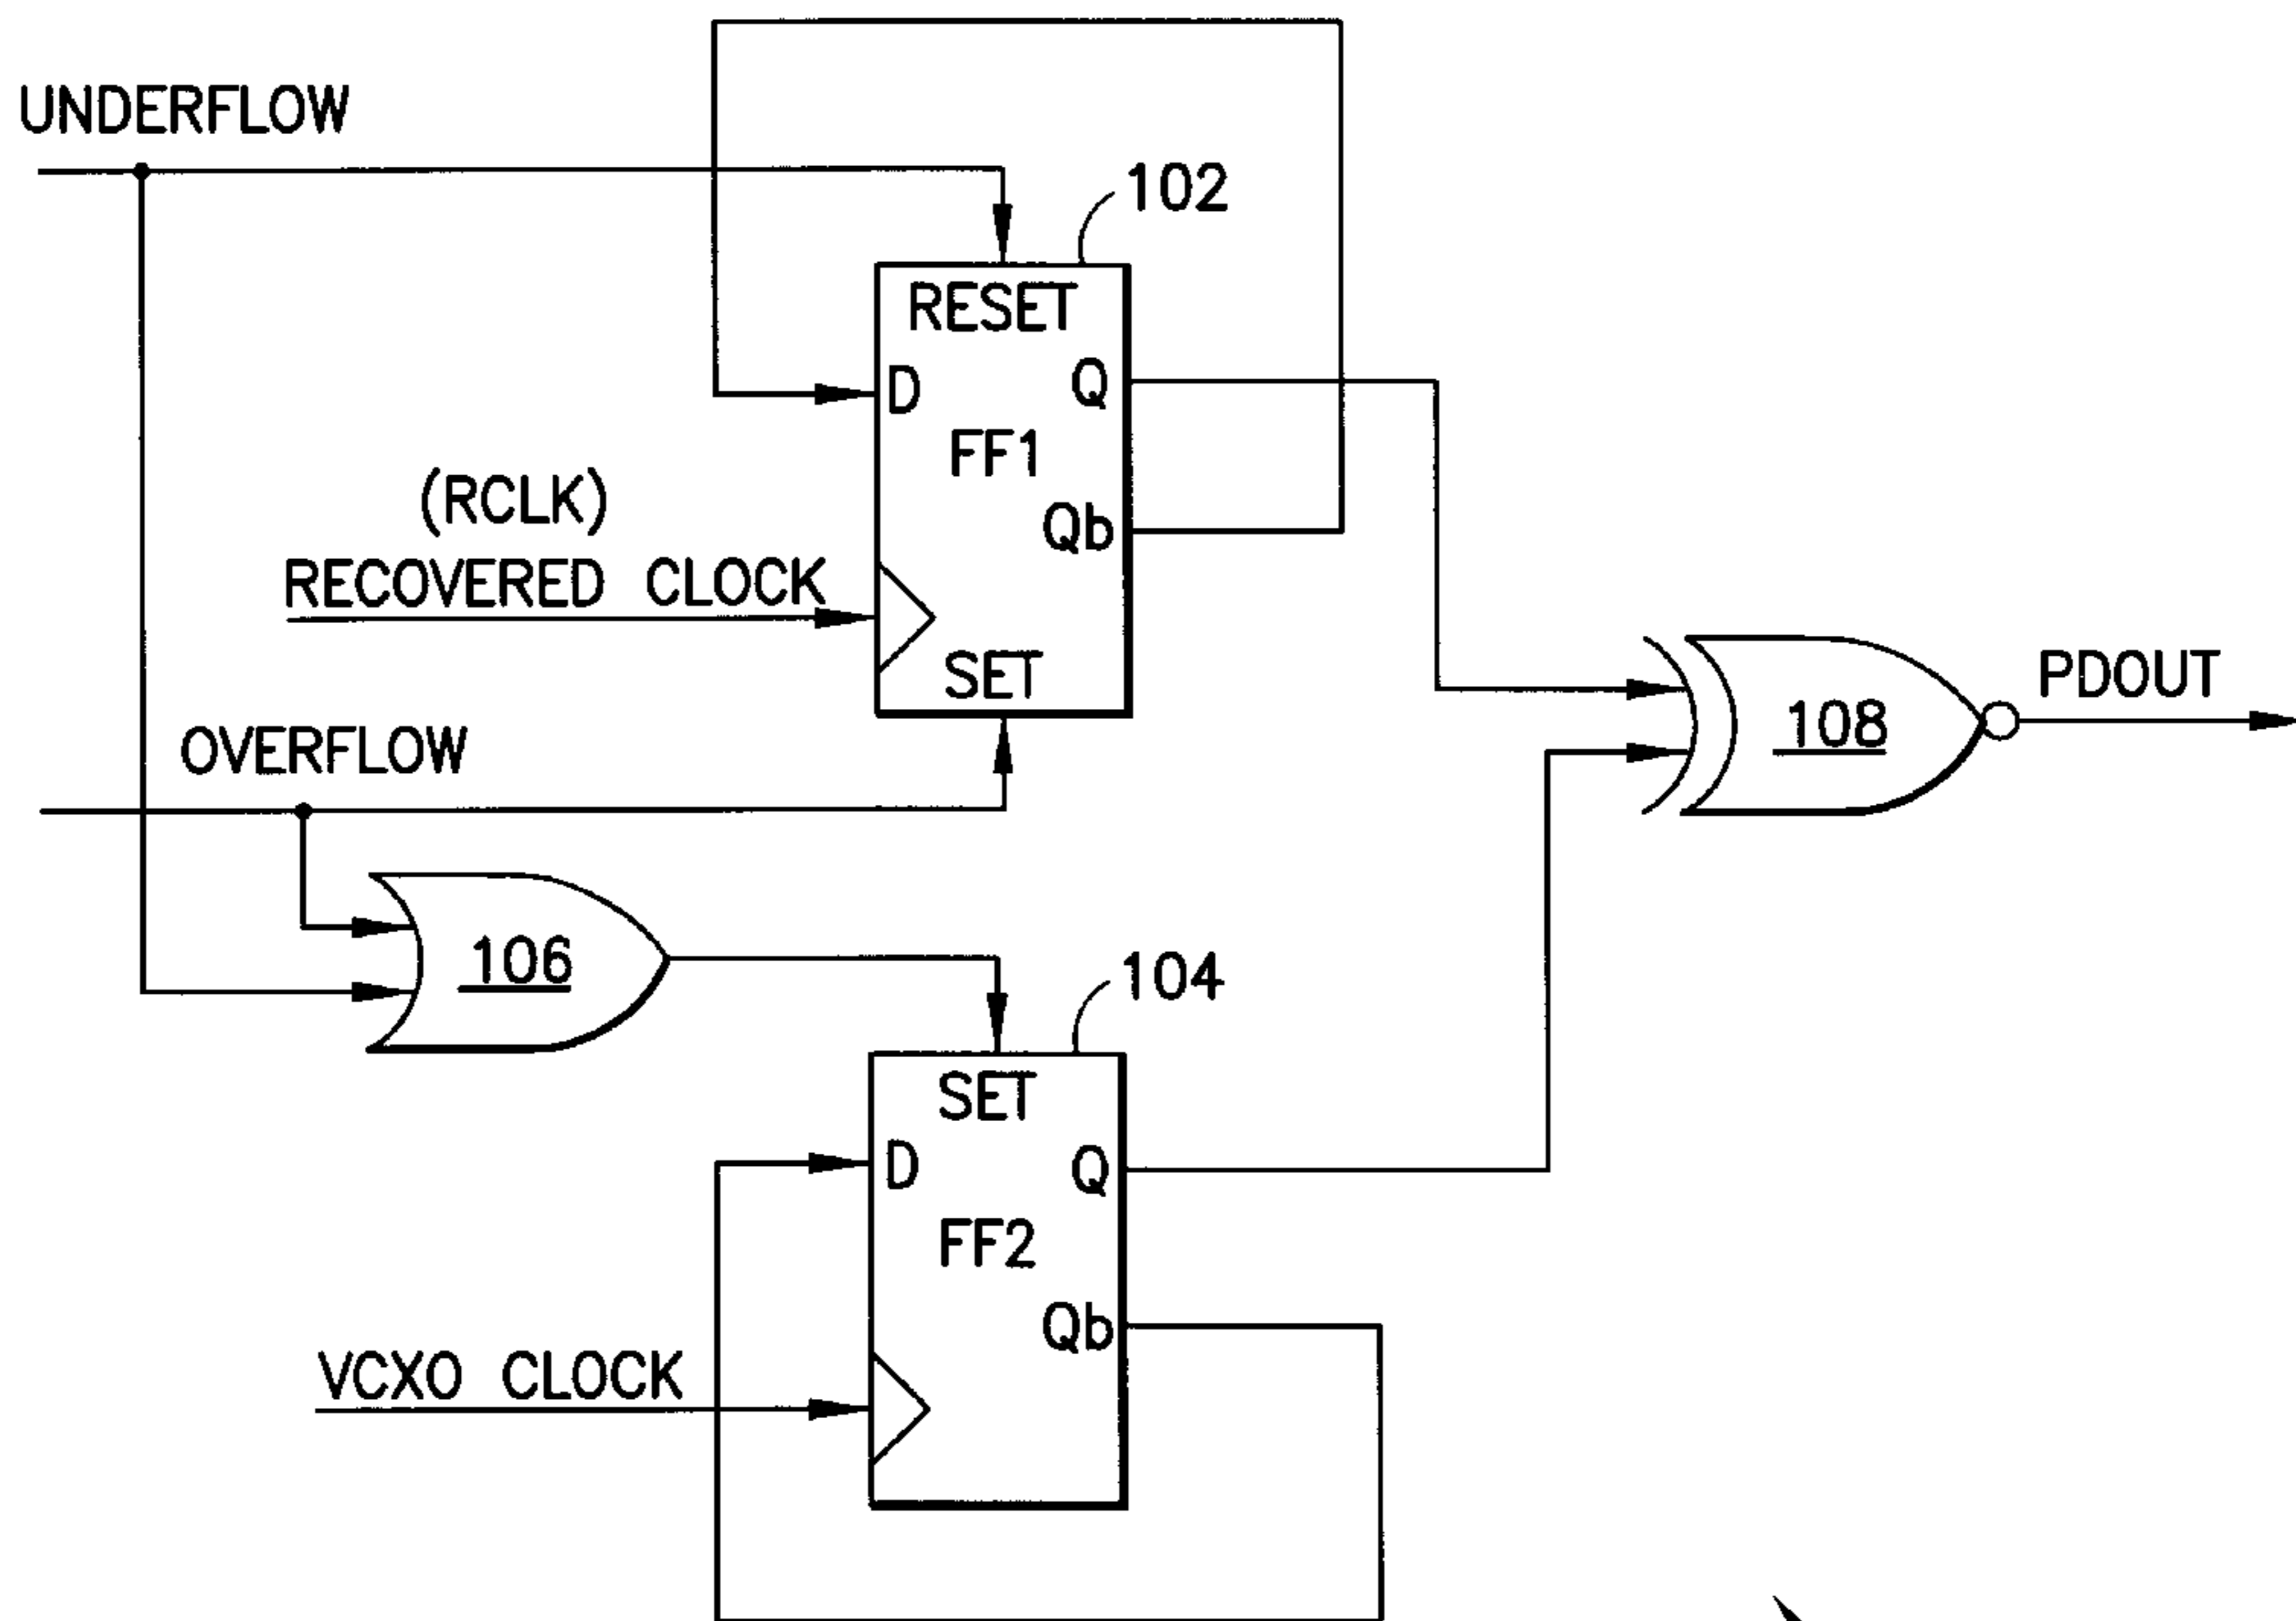 UNDERFLOW
102
RESET
D
Q
FF1
(RCLK)
Qb
RECOVERED CLOCK
SET
PDOUT
108
OVERFLOW
106
104
SET
D
Q
FF2
Qb
VCXO CLOCK